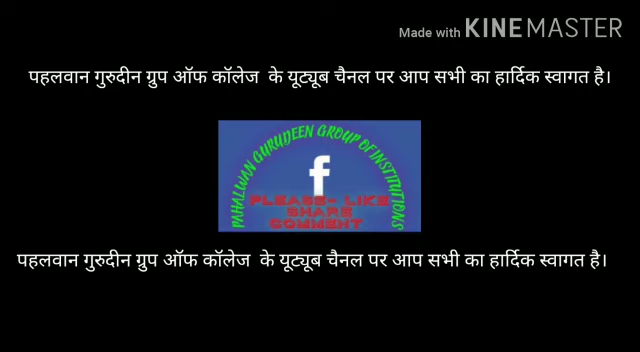 Made with KINEMASTER
पहलवान गुरुदीन ग्रुप ऑफ कॉलेज के यूट्यूब चैनल पर आप सभी का हार्दिक स्वागत है।
PAHALWAN GURUDEEN GROUP OF INSTITUTIONS
f
PLEASE- LIKE
SHARE
COMMENT
पहलवान गुरुदीन ग्रुप ऑफ कॉलेज के यूट्यूब चैनल पर आप सभी का हार्दिक स्वागत है।